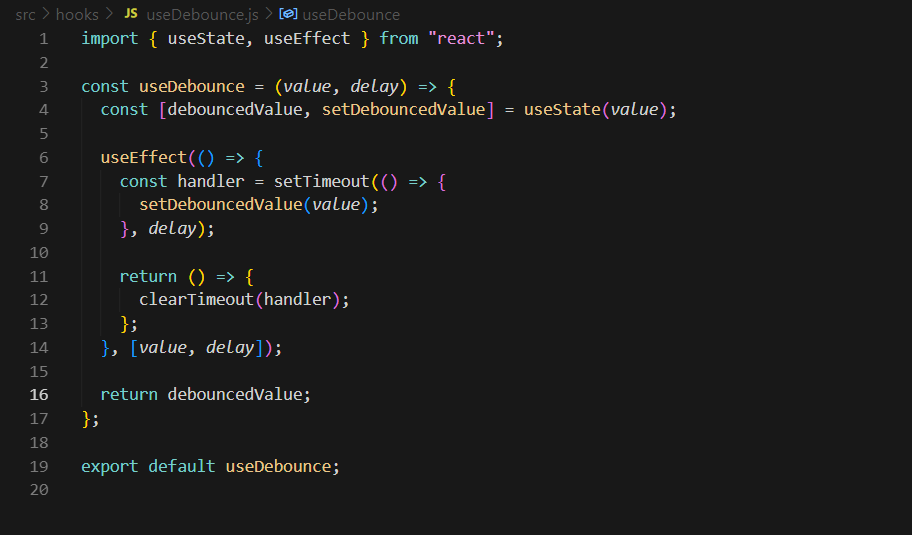 src > hooks > JS useDebounce.js > useDebounce
1 import { useState, useEffect } from "react";
2
3 const useDebounce = (value, delay) => {
4   const [debouncedValue, setDebouncedValue] = useState(value);
5
6   useEffect(() => {
7     const handler = setTimeout(() => {
8       setDebouncedValue(value);
9     }, delay);
10
11     return () => {
12       clearTimeout(handler);
13     };
14   }, [value, delay]);
15
16   return debouncedValue;
17 };
18
19 export default useDebounce;
20